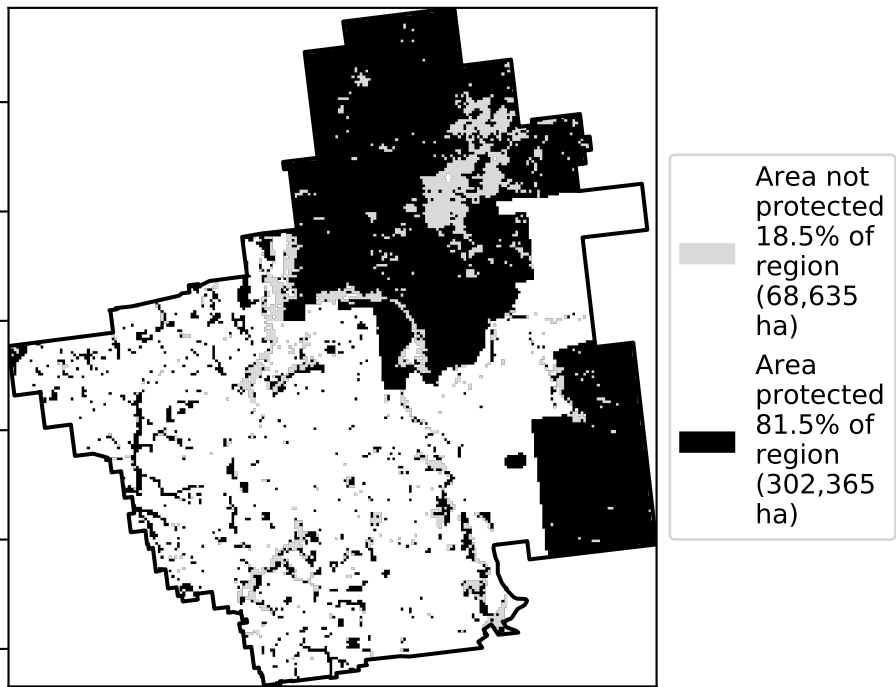 Area not
protected
18.5% of
region
(68,635
ha)
Area
protected
81.5% of
region
(302,365
ha)